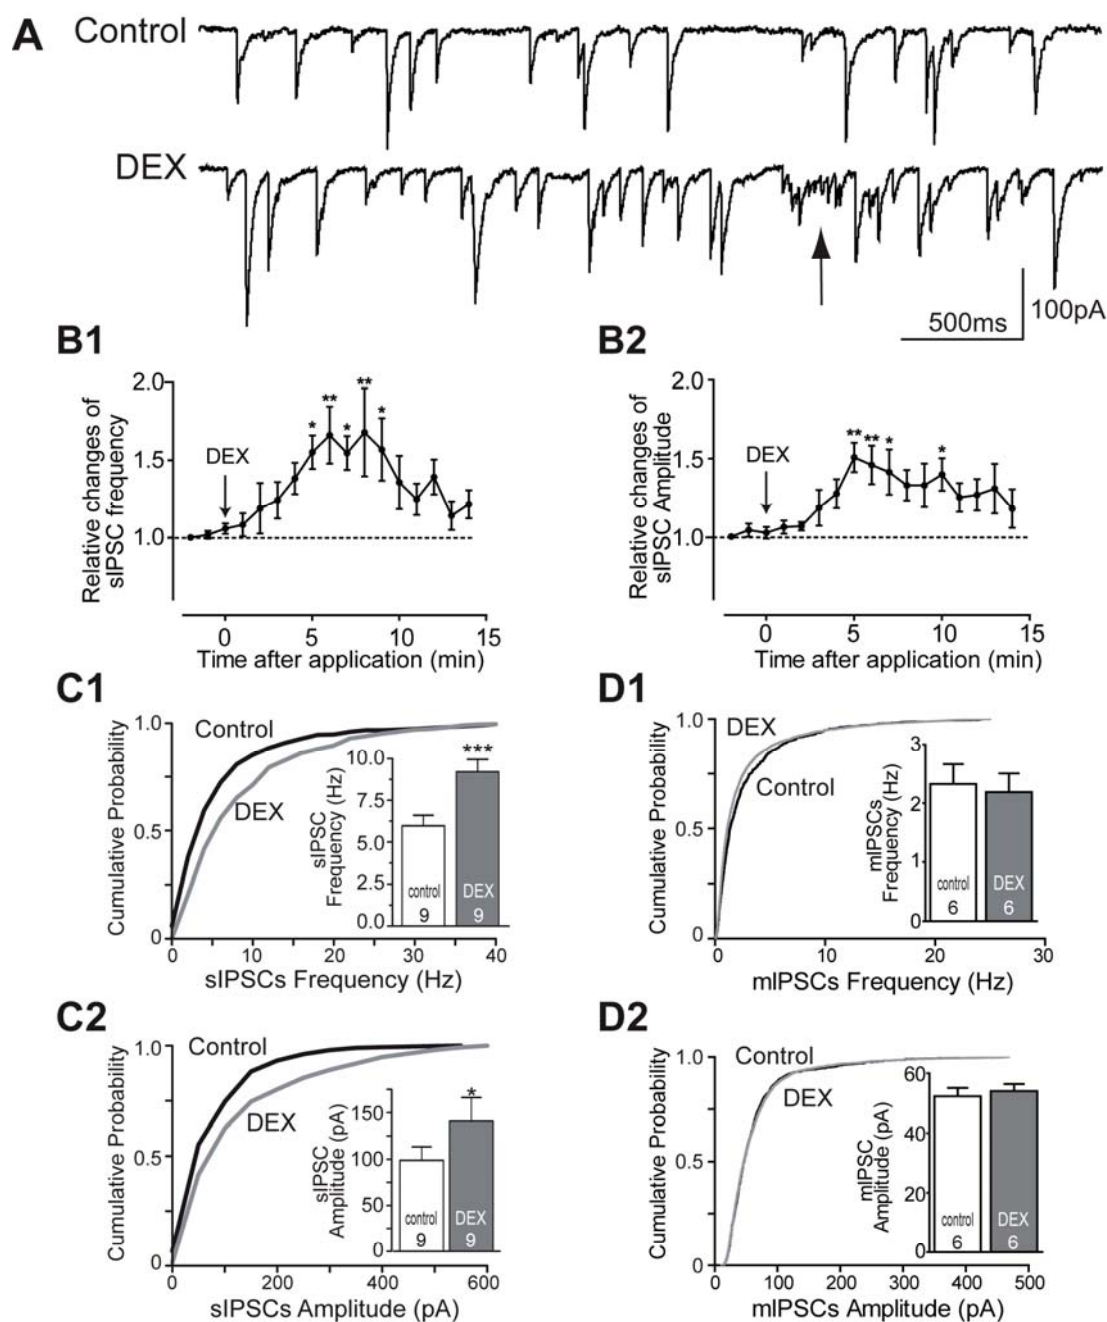 A
Control
DEX
500ms
100pA
B1
Relative changes of
sIPSC frequency
2.0
1.5
1.0
DEX
*
**
*
**
*
0
5
10
15
Time after application (min)
B2
Relative changes of
sIPSC Amplitude
2.0
1.5
1.0
DEX
**
**
*
*
0
5
10
15
Time after application (min)
C1
Cumulative Probability
1.0
0.5
0
Control
DEX
sIPSC
Frequency (Hz)
10.0
7.5
5.0
2.5
0.0
***
control
9
DEX
9
0
10
20
30
40
sIPSCs Frequency (Hz)
D1
Cumulative Probability
1.0
0.5
0
DEX
Control
mIPSCs
Frequency (Hz)
3
2
1
0
control
6
DEX
6
0
10
20
30
mIPSCs Frequency (Hz)
C2
Cumulative Probability
1.0
0.5
0
Control
DEX
sIPSC
Amplitude (pA)
150
100
50
0
*
control
9
DEX
9
0
200
400
600
sIPSCs Amplitude (pA)
D2
Cumulative Probability
1.0
0.5
0
Control
DEX
mIPSC
Amplitude (pA)
60
40
20
0
control
6
DEX
6
0
100
200
300
400
500
mIPSCs Amplitude (pA)